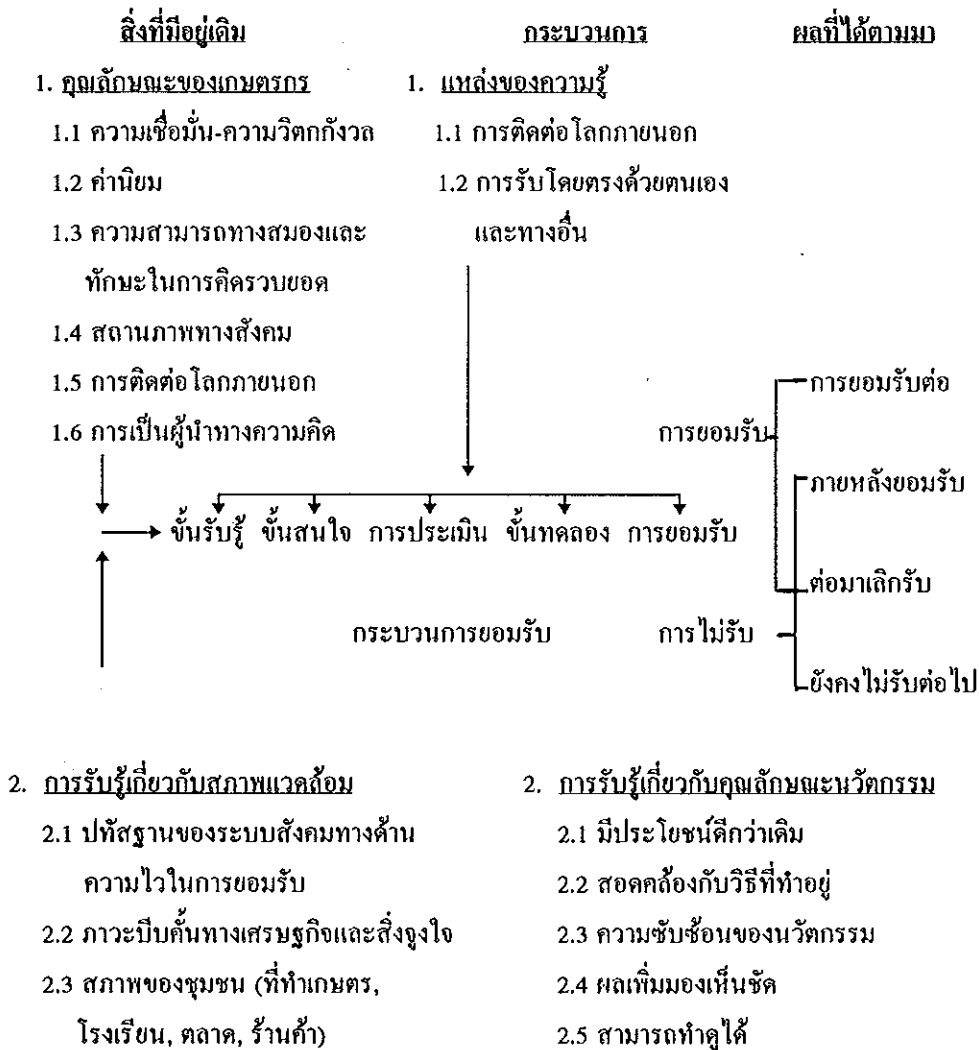 สิ่งที่มีอยู่เดิม
กระบวนการ
ผลที่ได้ตามมา
1. คุณลักษณะของเกษตรกร
1.1 ความเชื่อมั่น-ความวิตกกังวล
1.2 ค่านิยม
1.3 ความสามารถทางสมองและ
ทักษะในการคิดรวบยอด
1.4 สถานภาพทางสังคม
1.5 การติดต่อโลกภายนอก
1.6 การเป็นผู้นำทางความคิด
1. แหล่งของความรู้
1.1 การติดต่อโลกภายนอก
1.2 การรับโดยตรงด้วยตนเอง
และทางอื่น
การยอมรับต่อ
การยอมรับ
ภายหลังยอมรับ
ขั้นรับรู้ ขั้นสนใจ การประเมิน ขั้นทดลอง การยอมรับ
ต่อมาเลิกรับ
กระบวนการยอมรับ
การไม่รับ
ยังคงไม่รับต่อไป
2. การรับรู้เกี่ยวกับสภาพแวดล้อม
2.1 ปทัสฐานของระบบสังคมทางด้าน
ความไวในการยอมรับ
2.2 ภาวะบีบคั้นทางเศรษฐกิจและสิ่งจูงใจ
2.3 สภาพของชุมชน (ที่ทำเกษตร,
โรงเรียน, ตลาด, ร้านค้า)
2. การรับรู้เกี่ยวกับคุณลักษณะนวัตกรรม
2.1 มีประโยชน์ดีกว่าเดิม
2.2 สอดคล้องกับวิธีที่ทำอยู่
2.3 ความซับซ้อนของนวัตกรรม
2.4 ผลเพิ่มมองเห็นชัด
2.5 สามารถทำดูได้